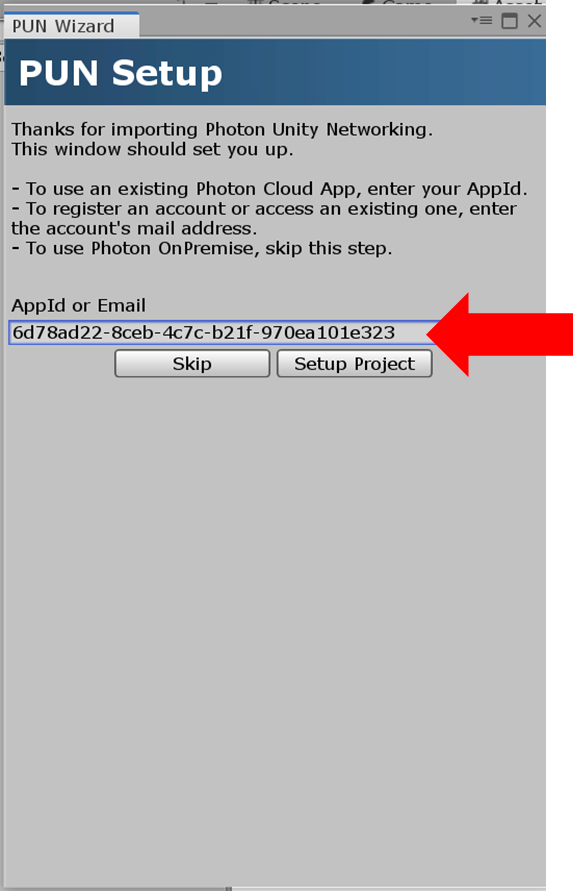 PUN Wizard
PUN Setup
Thanks for importing Photon Unity Networking.
This window should set you up.
- To use an existing Photon Cloud App, enter your AppId.
- To register an account or access an existing one, enter
the account's mail address.
- To use Photon OnPremise, skip this step.
AppId or Email
6d78ad22-8ceb-4c7c-b21f-970ea101e323
Skip
Setup Project